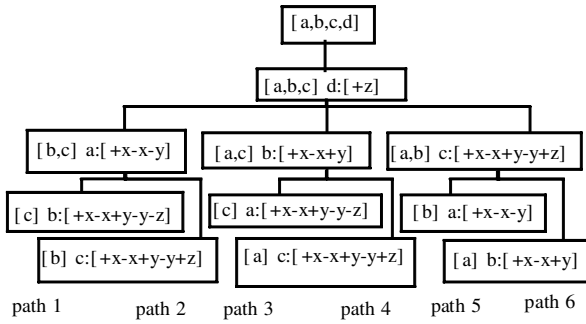 [a,b,c,d]
[a,b,c] d:[+z]
[b,c] a:[+x-x-y]
[a,c] b:[+x-x+y]
[a,b] c:[+x-x+y-y+z]
[c] b:[+x-x+y-y-z]
[c] a:[+x-x+y-y-z]
[b] a:[+x-x-y]
[b] c:[+x-x+y-y+z]
[a] c:[+x-x+y-y+z]
[a] b:[+x-x+y]
path 1 path 2 path 3 path 4 path 5 path 6